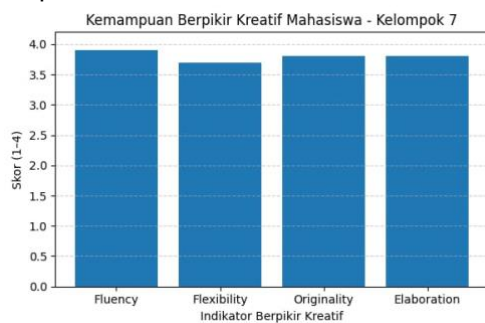 Kemampuan Berpikir Kreatif Mahasiswa - Kelompok 7
4.0
3.5
3.0
2.5
2.0
1.5
1.0
0.5
0.0
Skor (1–4)
Fluency Flexibility Originality Elaboration
Indikator Berpikir Kreatif